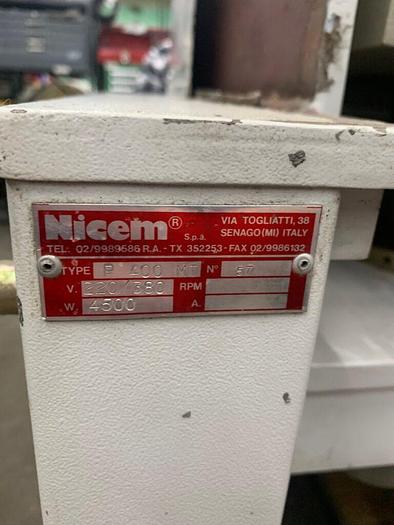 Nicem® S.p.a.
VIA TOGLIATTI, 38
SENAGO (MI) ITALY
TEL. 02/9989586 R.A. - TX 352253 - FAX 02/9986132
TYPE P 400 MT N° 57
V. 220/380 RPM
W. 4500 A.